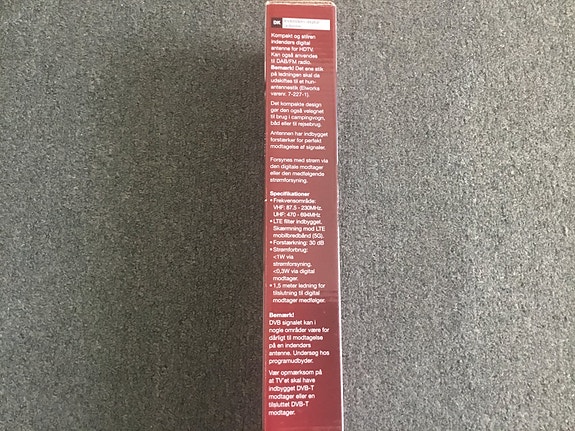 DK
Kompakt og stilren
indendørs digital
antenne for HDTV.
Kan også anvendes
til DAB/FM radio.
Bemærk! Det ene stik
på ledningen skal da
udskiftes til et hun-
antennestik (Elworks
varenr. 7-227-1).
Det kompakte design
gør den også velegnet
til brug i campingvogn,
båd eller til rejsebrug.
Antennen har indbygget
forstærker for perfekt
modtagelse af signaler.
Forsynes med strøm via
den digitale modtager
eller den medfølgende
strømforsyning.
Specifikationer
• Frekvensområde:
VHF: 87.5 - 230MHz.
UHF: 470 - 694MHz
• LTE filter indbygget.
Skærmning mod LTE
mobilbredbånd (5G).
• Forstærkning: 30 dB
• Strømforbrug:
<1W via
strømforsyning.
<0,3W via digital
modtager.
• 1,5 meter ledning for
tilslutning til digital
modtager medfølger.
Bemærk!
DVB signalet kan i
nogle områder være for
dårligt til modtagelse
på en indendørs
antenne. Undersøg hos
programudbyder.
Vær opmærksom på
at TV'et skal have
indbygget DVB-T
modtager eller en
tilsluttet DVB-T
modtager.